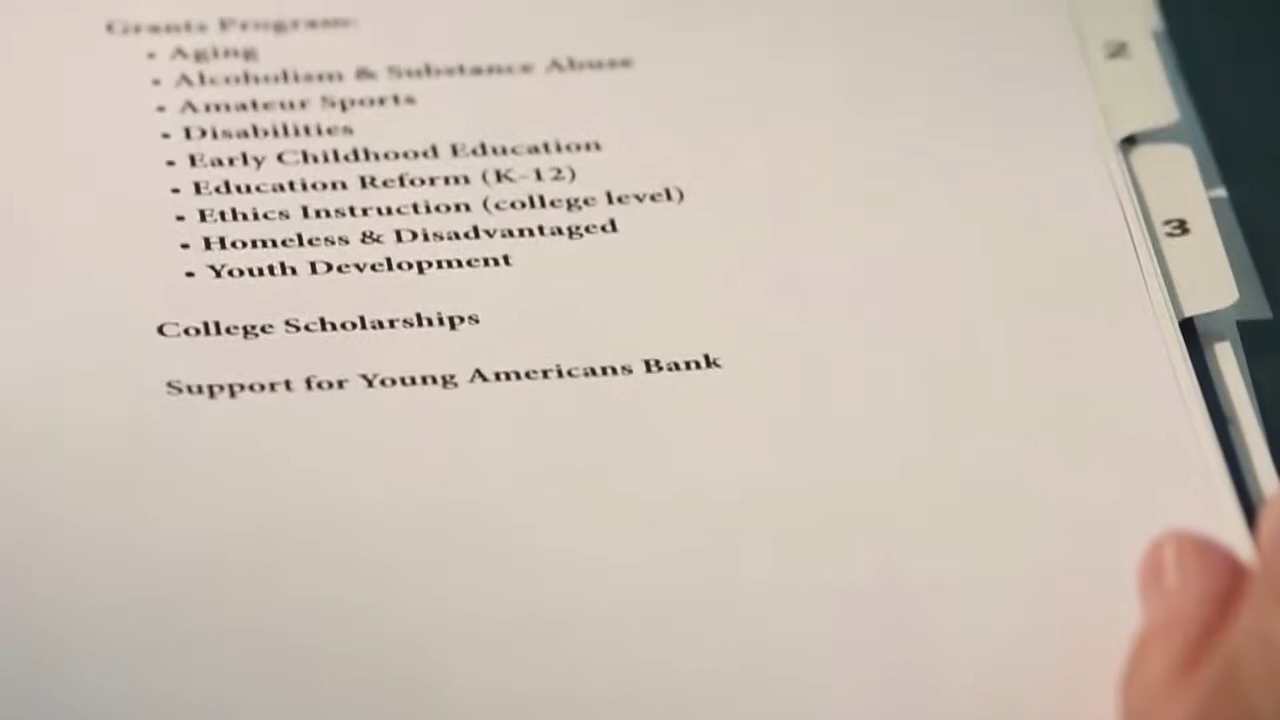 Grants Program:
• Aging
• Alcoholism & Substance Abuse
• Amateur Sports
• Disabilities
• Early Childhood Education
• Education Reform (K-12)
• Ethics Instruction (college level)
• Homeless & Disadvantaged
• Youth Development
College Scholarships
Support for Young Americans Bank
2
3